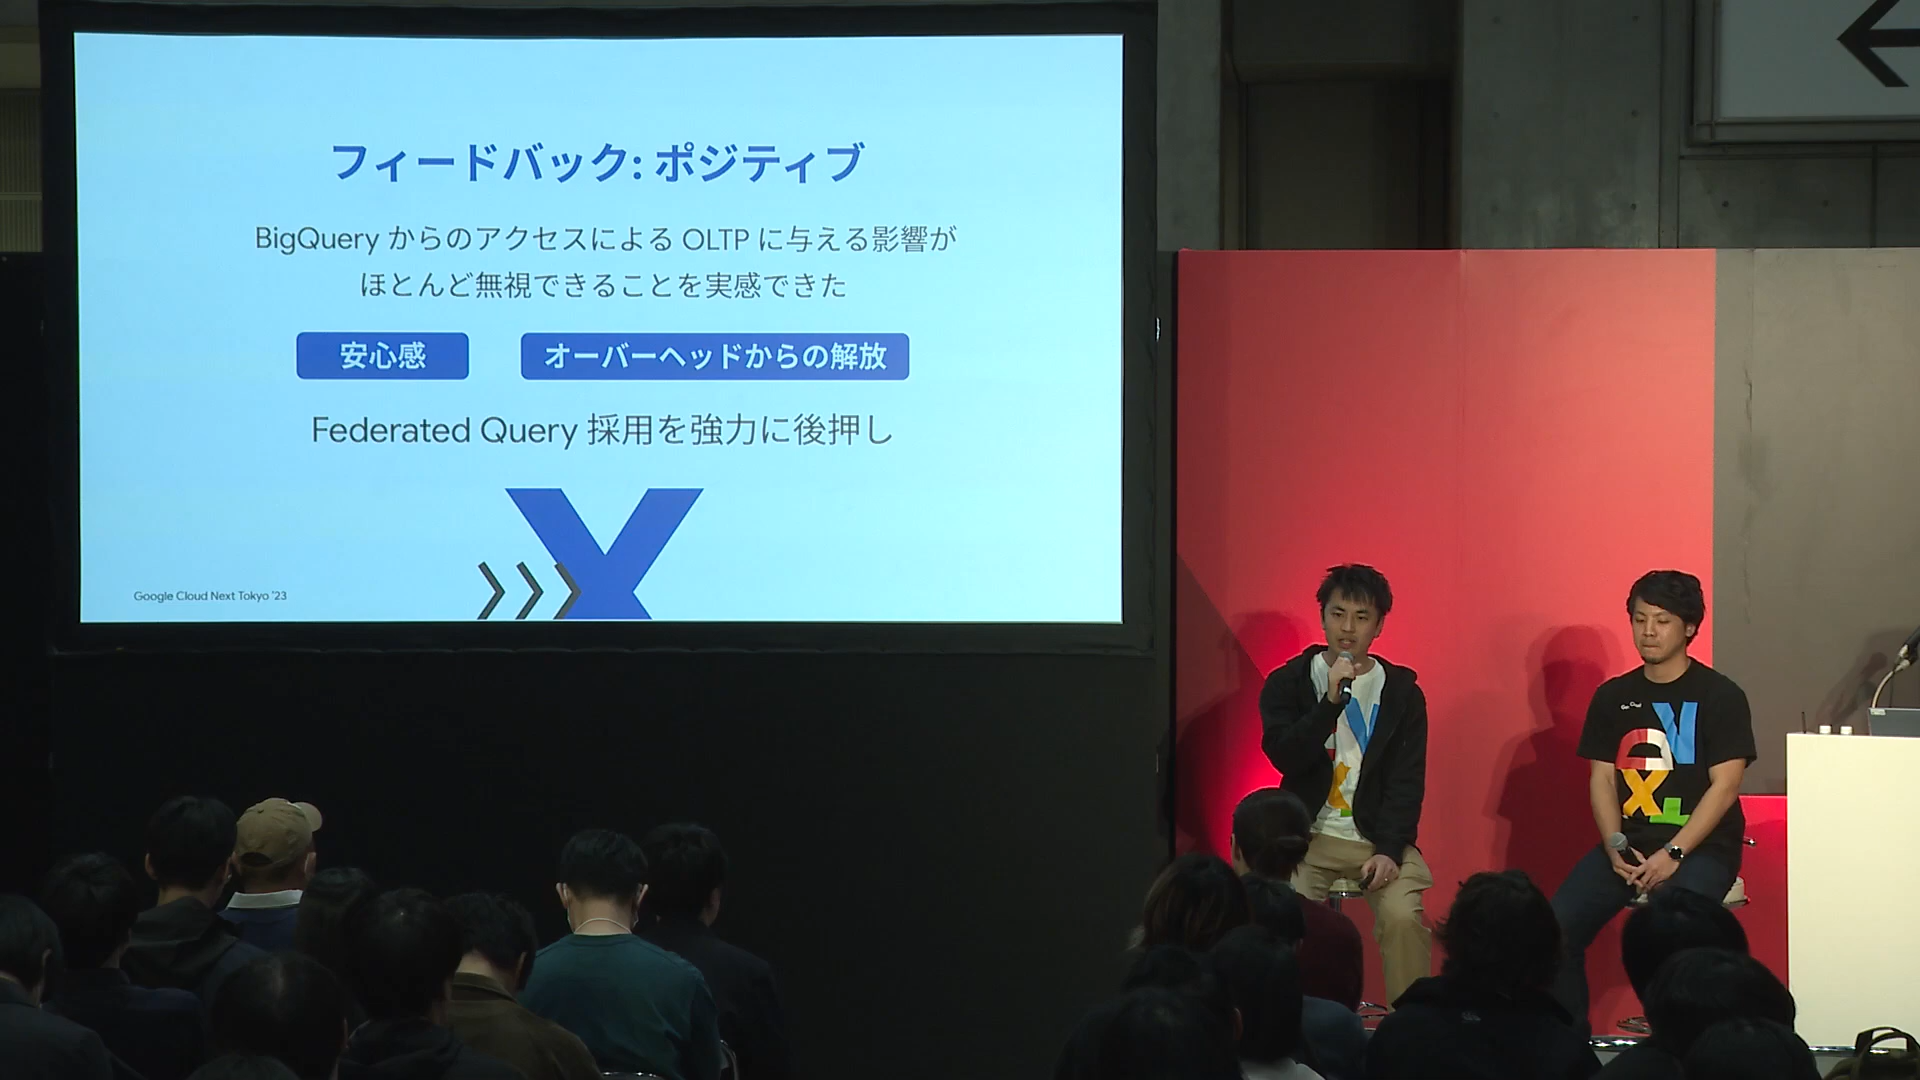 フィードバック: ポジティブ
BigQuery からのアクセスによる OLTP に与える影響が
ほとんど無視できることを実感できた
安心感
オーバーヘッドからの解放
Federated Query 採用を強力に後押し
Google Cloud Next Tokyo '23